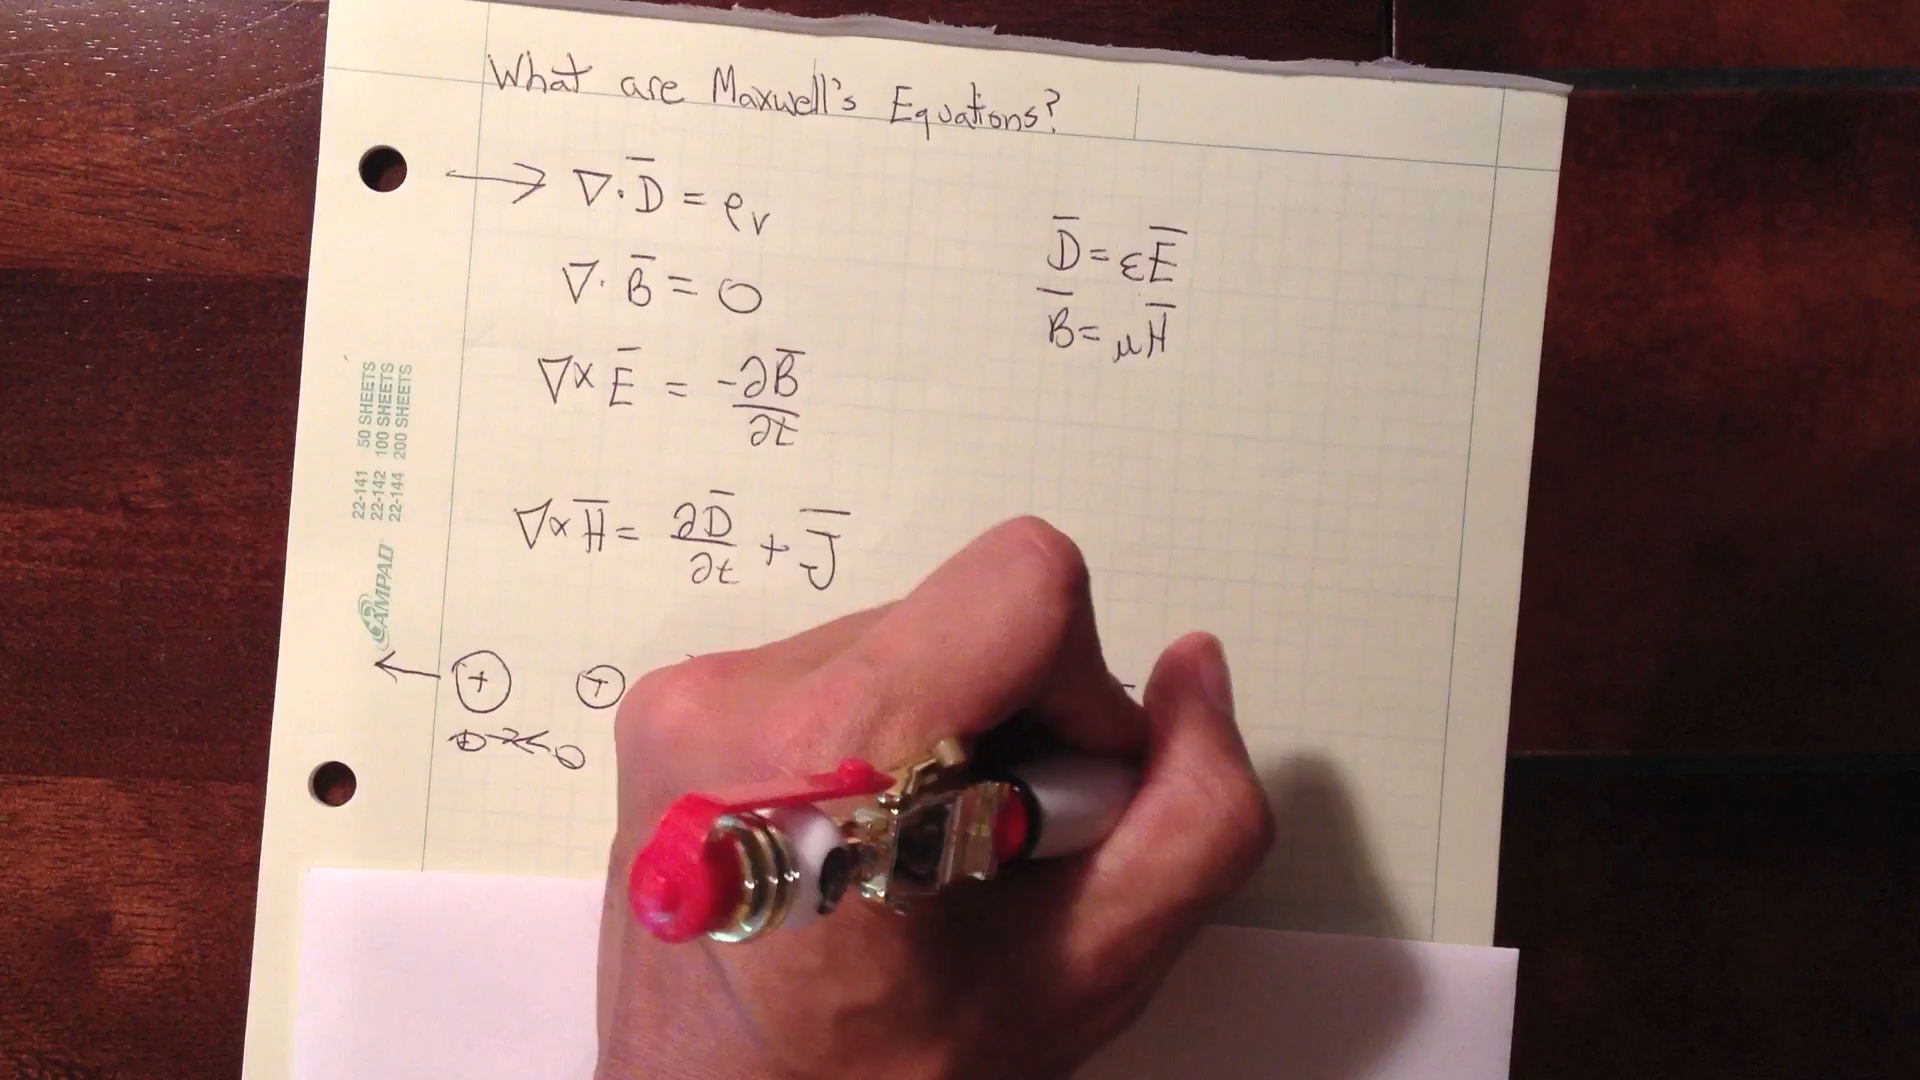 What are Maxwell's Equations?
→ ∇·D̅ = ρv
∇·B̅ = 0
∇× E̅ = -∂B̅/∂t
∇× H̅ = ∂D̅/∂t + J̅
D̅ = εE̅
B̅ = μH̅
← + +
22-141 50 SHEETS
22-142 100 SHEETS
22-144 200 SHEETS
AMPAD